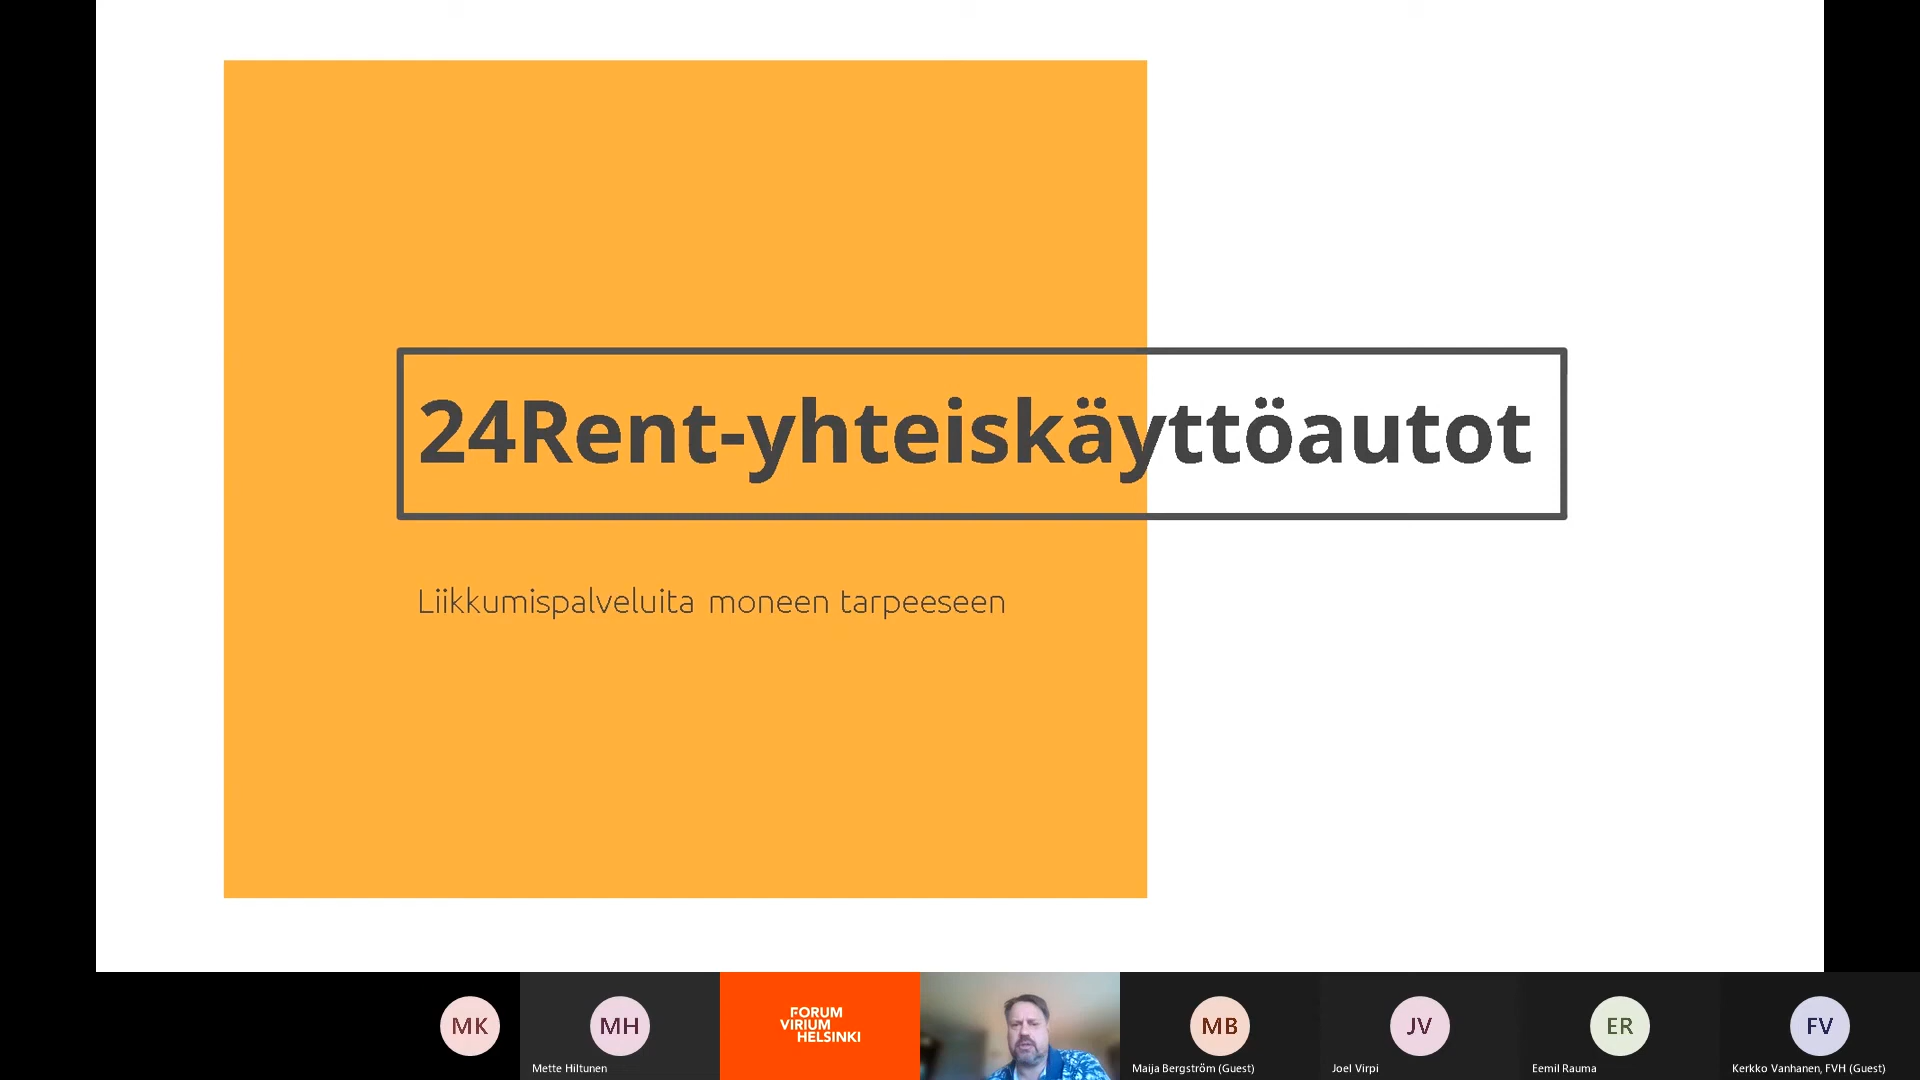 24Rent-yhteiskäyttöautot
Liikkumispalveluita moneen tarpeeseen
MK
MH
Mette Hiltunen
FORUM
VIRIUM
HELSINKI
MB
Maija Bergström (Guest)
JV
Joel Virpi
ER
Eemil Rauma
FV
Kerkko Vanhanen, FVH (Guest)